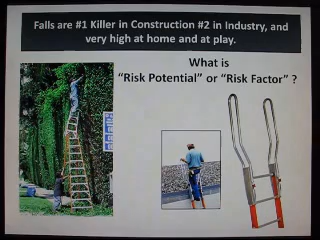 Falls are #1 Killer in Construction #2 in Industry, and
very high at home and at play.
What is
“Risk Potential” or “Risk Factor” ?